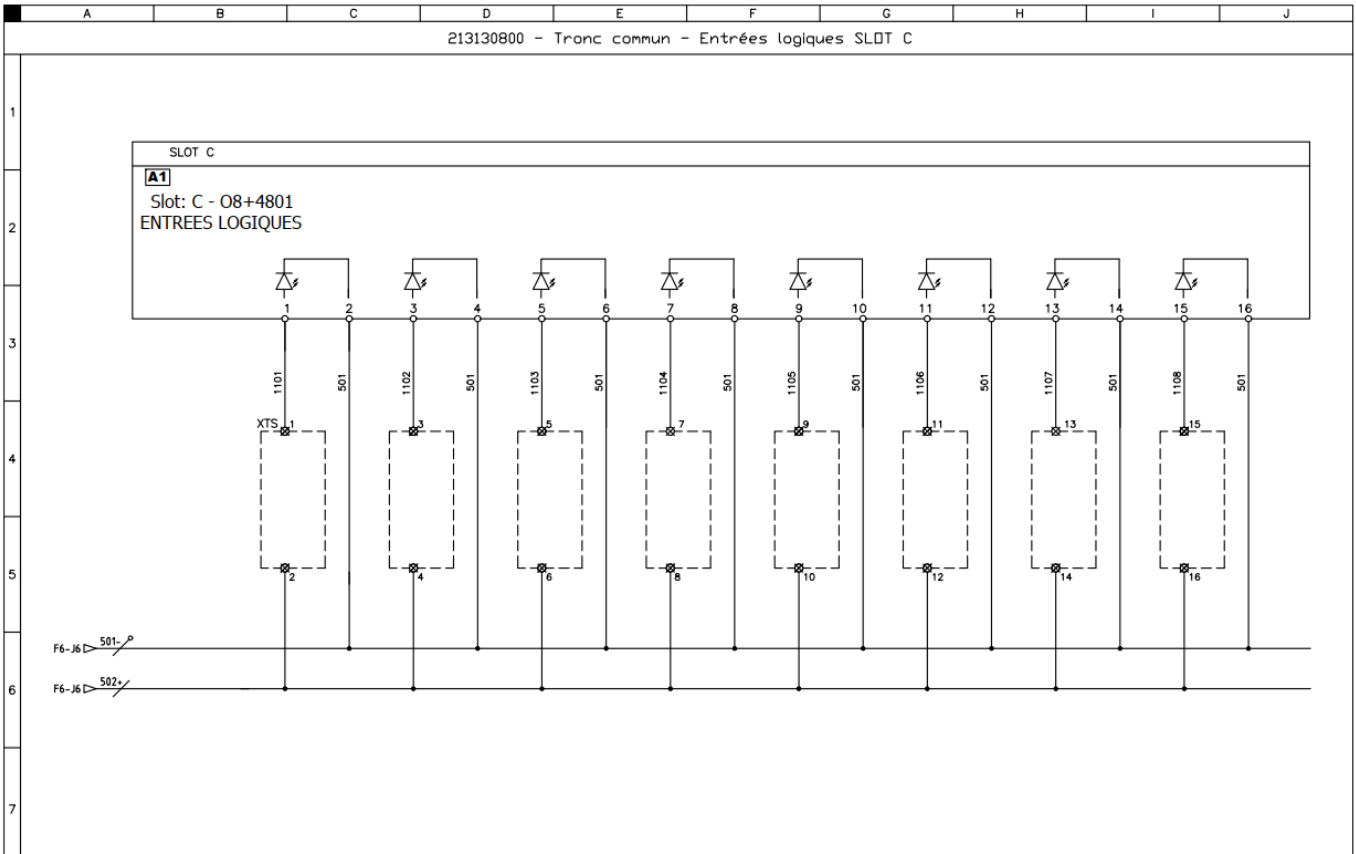 A B C D E F G H I J
213130800 - Tronc commun - Entrées logiques SLOT C
1
SLOT C
A1
Slot: C - O8+4801
2
ENTREES LOGIQUES
1 2 3 4 5 6 7 8 9 10 11 12 13 14 15 16
3
1101 501 1102 501 1103 501 1104 501 1105 501 1106 501 1107 501 1108 501
XTS 1 3 5 7 9 11 13 15
4
5
2 4 6 8 10 12 14 16
F6-J6 501-
F6-J6 502+
6
7